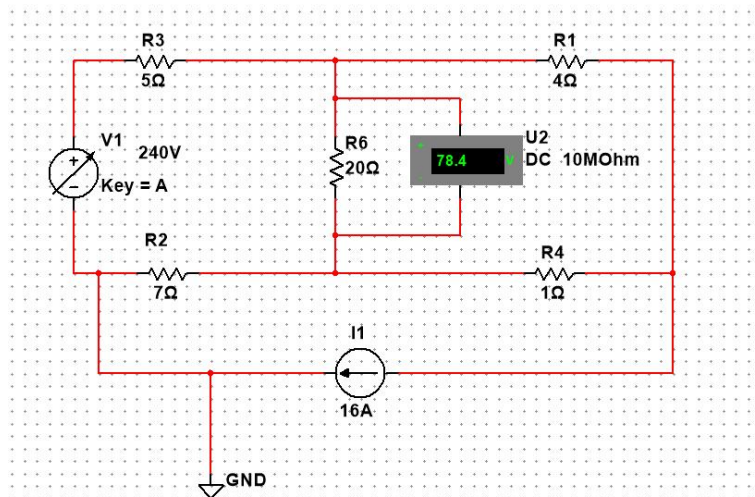 R3
5Ω
R1
4Ω
V1
240V
Key = A
+
−
R6
20Ω
U2
+
78.4 V
DC 10MOhm
R2
7Ω
R4
1Ω
I1
16A
GND